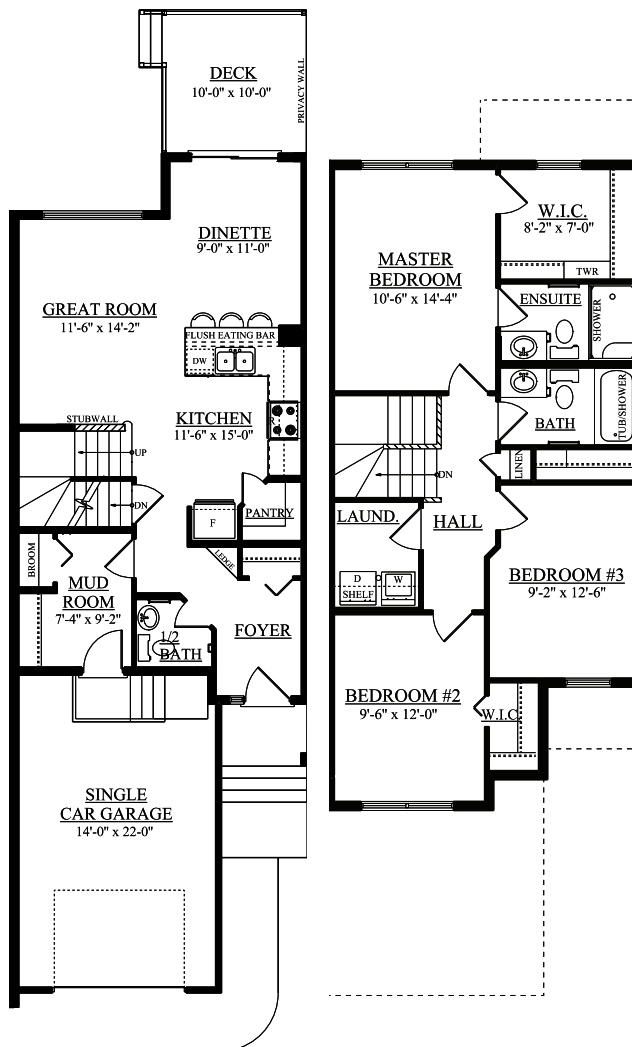 DECK
10'-0" x 10'-0"
PRIVACY WALL
DINETTE
9'-0" x 11'-0"
GREAT ROOM
11'-6" x 14'-2"
FLUSH EATING BAR
DW
KITCHEN
11'-6" x 15'-0"
STUBWALL
UP
DN
F
PANTRY
LEDGE
BROOM
MUD
ROOM
7'-4" x 9'-2"
1/2
BATH
FOYER
SINGLE
CAR GARAGE
14'-0" x 22'-0"
W.I.C.
8'-2" x 7'-0"
TWR
MASTER
BEDROOM
10'-6" x 14'-4"
ENSUITE
SHOWER
BATH
TUB/SHOWER
LINEN
DN
LAUND.
HALL
D
W
SHELF
BEDROOM #3
9'-2" x 12'-6"
BEDROOM #2
9'-6" x 12'-0"
W.I.C.